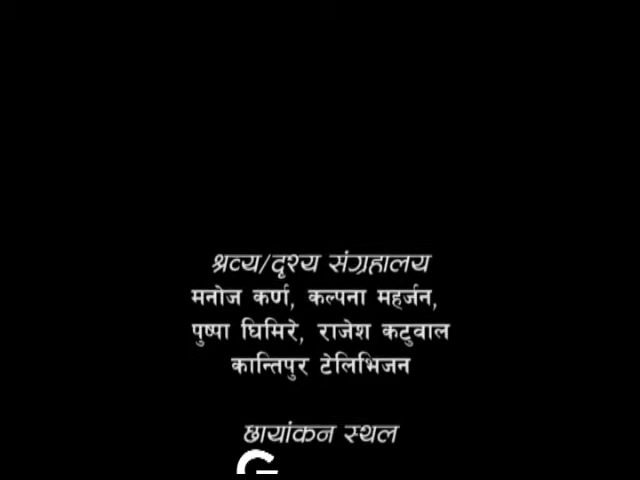 श्रव्य/दृश्य संग्रहालय
मनोज कर्ण, कल्पना महर्जन,
पुष्पा घिमिरे, राजेश कटुवाल
कान्तिपुर टेलिभिजन
छायांकन स्थल